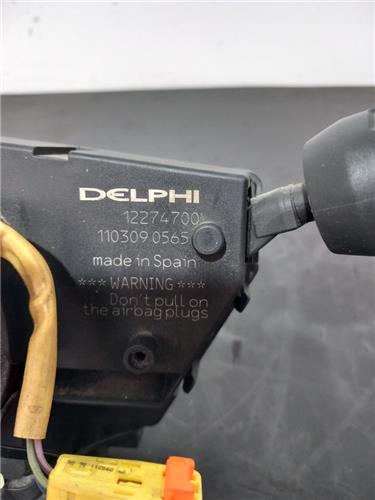 DELPHI
12274700
110309 0565
made in Spain
*** WARNING ***
Don't pull on
the airbag plugs